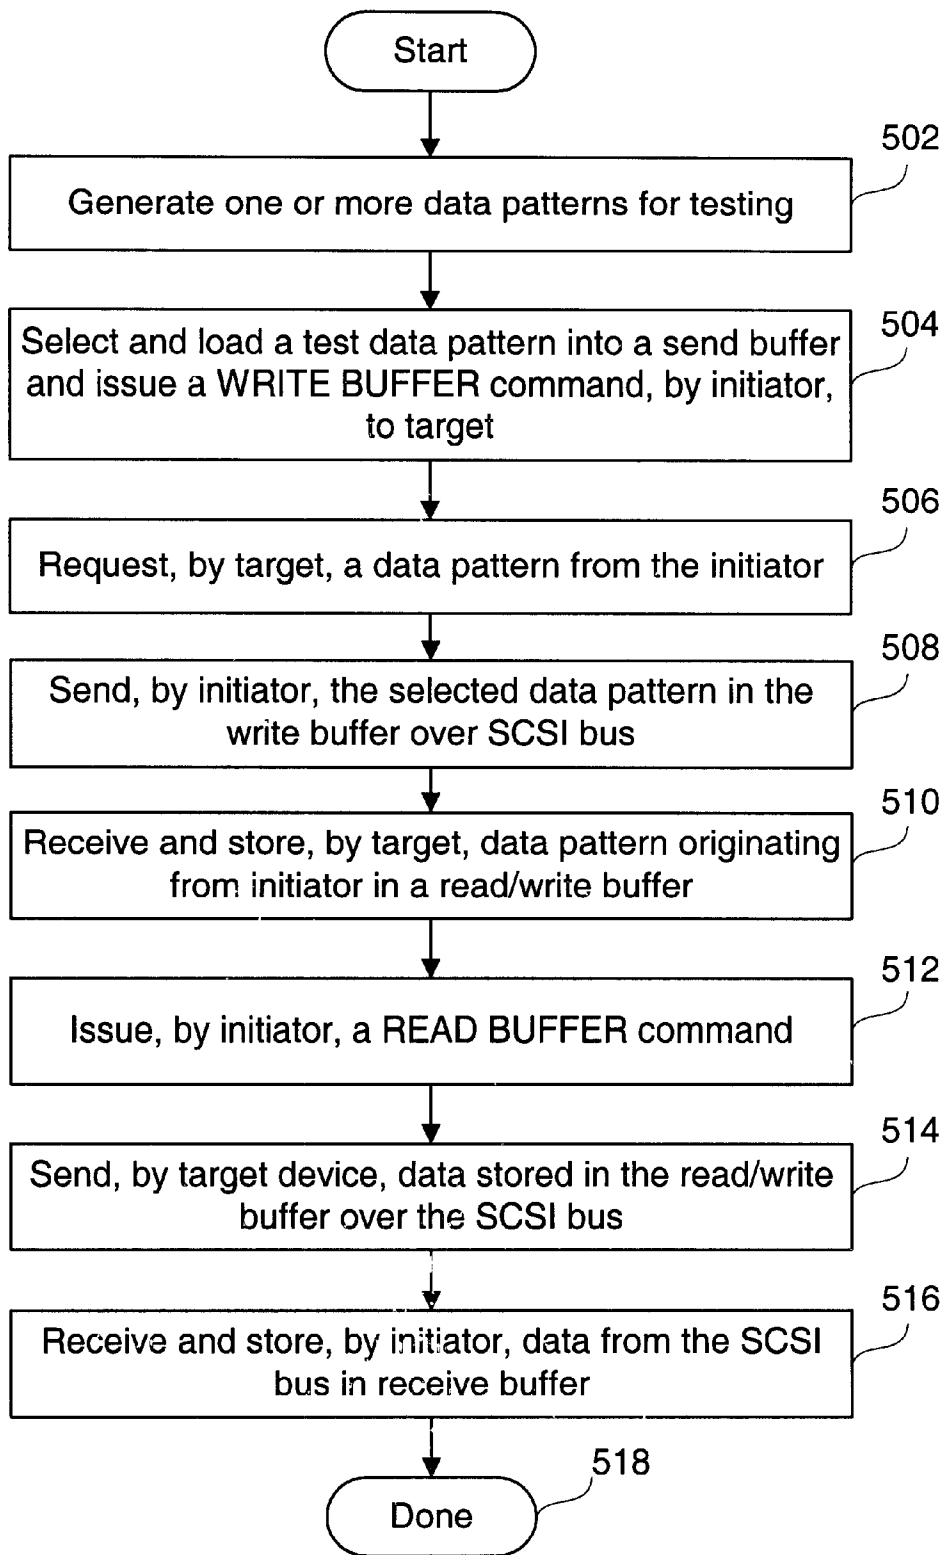 Start
502
Generate one or more data patterns for testing
504
Select and load a test data pattern into a send buffer
and issue a WRITE BUFFER command, by initiator,
to target
506
Request, by target, a data pattern from the initiator
508
Send, by initiator, the selected data pattern in the
write buffer over SCSI bus
510
Receive and store, by target, data pattern originating
from initiator in a read/write buffer
512
Issue, by initiator, a READ BUFFER command
514
Send, by target device, data stored in the read/write
buffer over the SCSI bus
516
Receive and store, by initiator, data from the SCSI
bus in receive buffer
518
Done